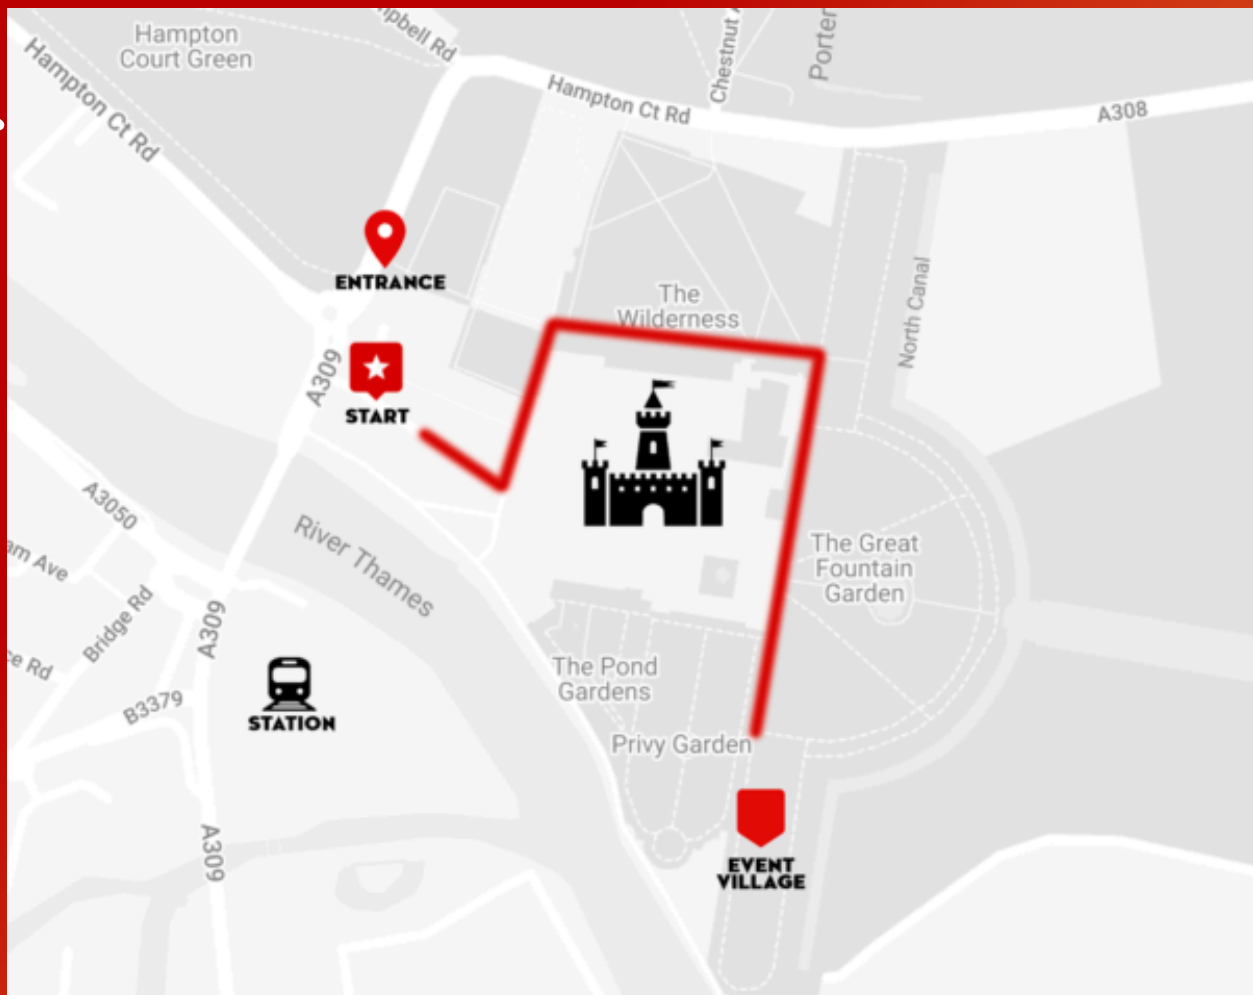 Hampton
Court Green
Hampton Ct Rd
Hampton Ct Rd
Chestnut
Porter
A308
ENTRANCE
The
Wilderness
North Canal
A309
START
A3050
River Thames
The Great
Fountain
Garden
Bridge Rd
A309
The Pond
Gardens
B3379
STATION
Privy Garden
A309
EVENT
VILLAGE